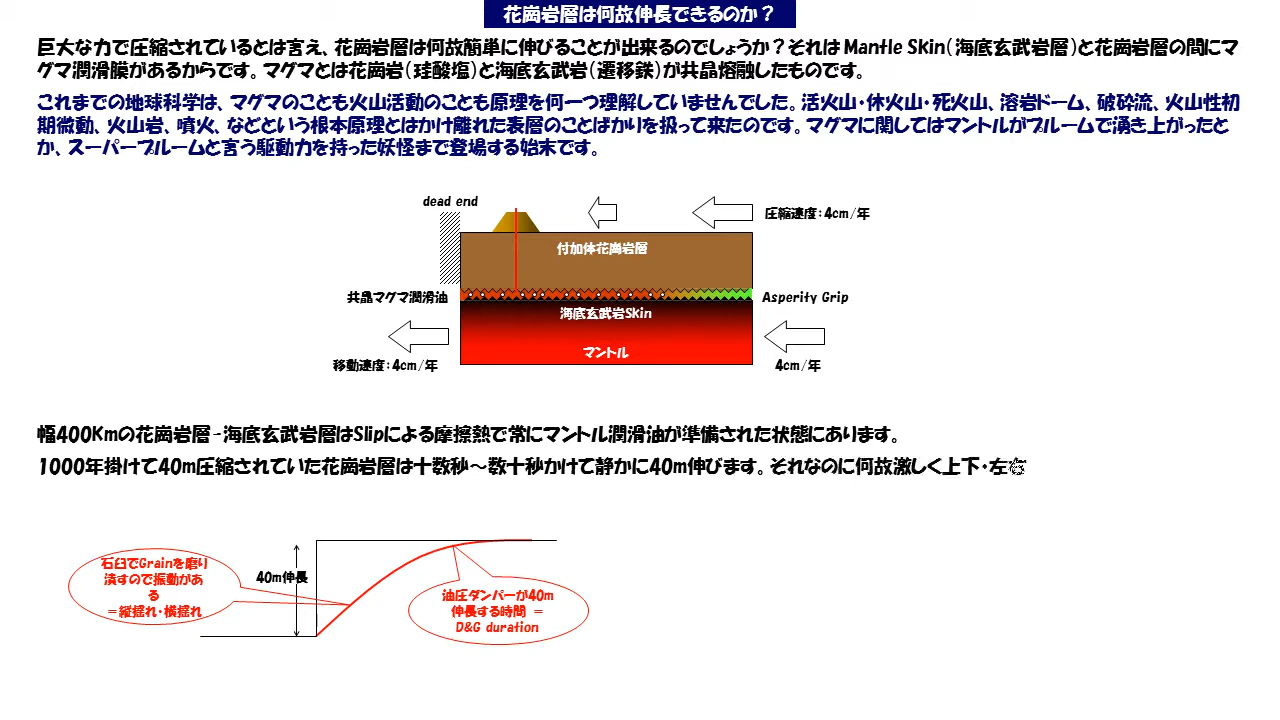 花崗岩層は何故伸長できるのか？
巨大な力で圧縮されているとは言え、花崗岩層は何故簡単に伸びることが出来るのでしょうか？それは Mantle Skin（海底玄武岩層）と花崗岩層の間にマ
グマ潤滑膜があるからです。マグマとは花崗岩（珪酸塩）と海底玄武岩（遷移鉄）が共晶熔融したものです。
これまでの地球科学は、マグマのことも火山活動のことも原理を何一つ理解していませんでした。活火山・休火山・死火山、溶岩ドーム、破砕流、火山性初
期微動、火山岩、噴火、などという根本原理とはかけ離れた表層のことばかりを扱って来たのです。マグマに関してはマントルがプルームで湧き上がったと
か、スーパープルームと言う駆動力を持った妖怪まで登場する始末です。
dead end
圧縮速度：4cm/年
付加体花崗岩層
共晶マグマ潤滑油
Asperity Grip
海底玄武岩Skin
マントル
移動速度：4cm/年
4cm/年
幅400Kmの花崗岩層-海底玄武岩層はSlipによる摩擦熱で常にマントル潤滑油が準備された状態にあります。
1000年掛けて40m圧縮されていた花崗岩層は十数秒～数十秒かけて静かに40m伸びます。それなのに何故激しく上下・左右
石臼でGrainを磨り
潰すので振動があ
る
＝縦揺れ・横揺れ
40m伸長
油圧ダンパーが40m
伸長する時間 ＝
D&G duration